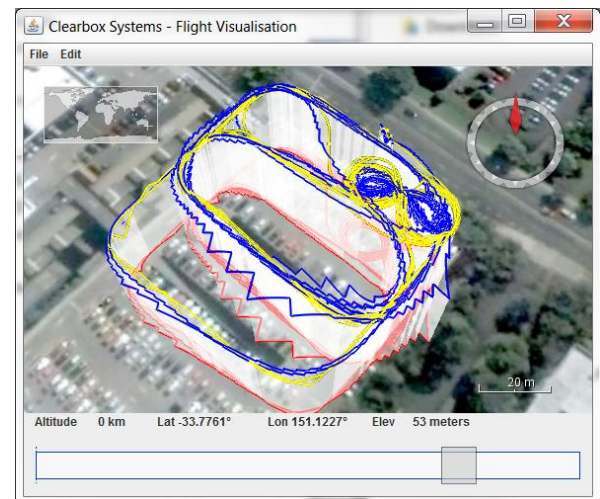 Clearbox Systems - Flight Visualisation
File Edit
20 m
Altitude 0 km Lat -33.7761° Lon 151.1227° Elev 53 meters